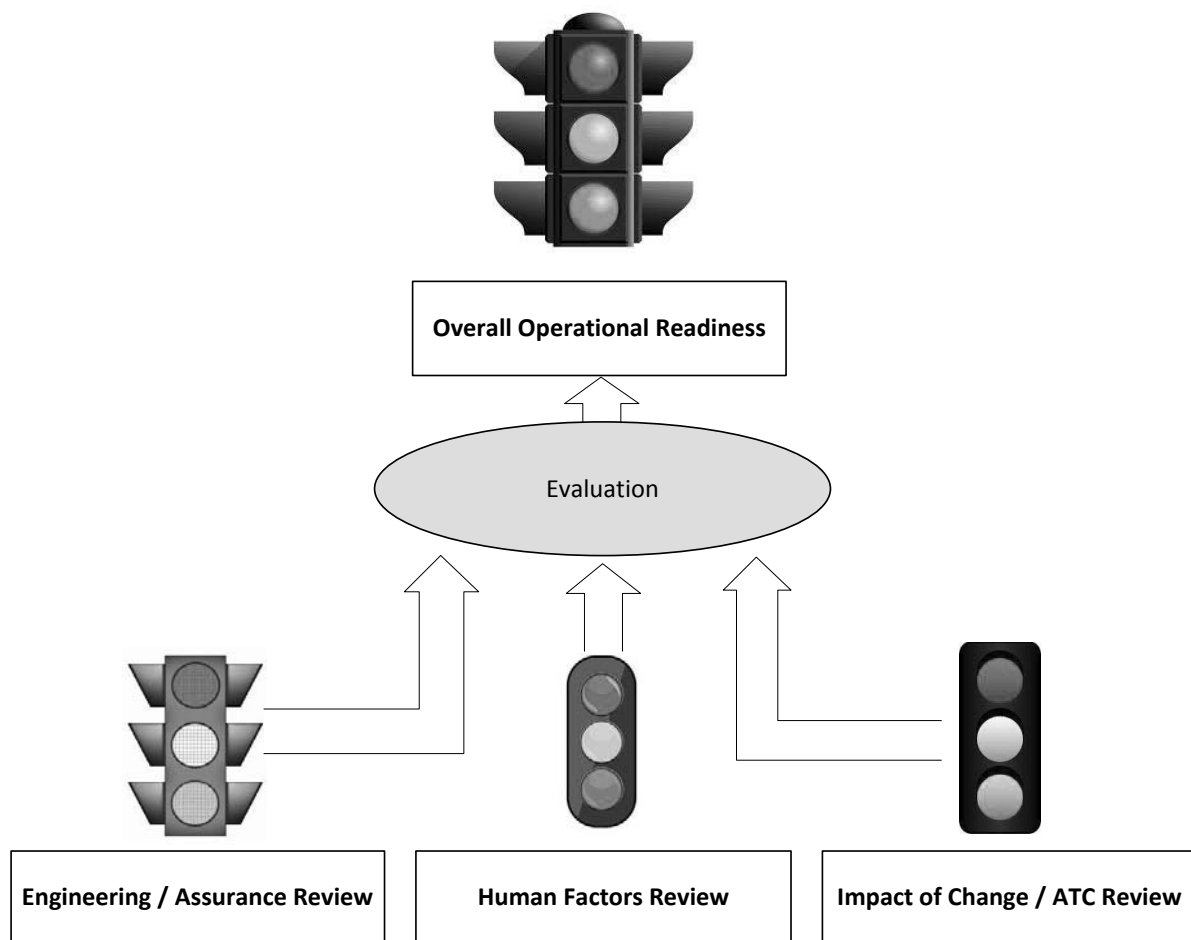 Overall Operational Readiness
Evaluation
Engineering / Assurance Review
Human Factors Review
Impact of Change / ATC Review